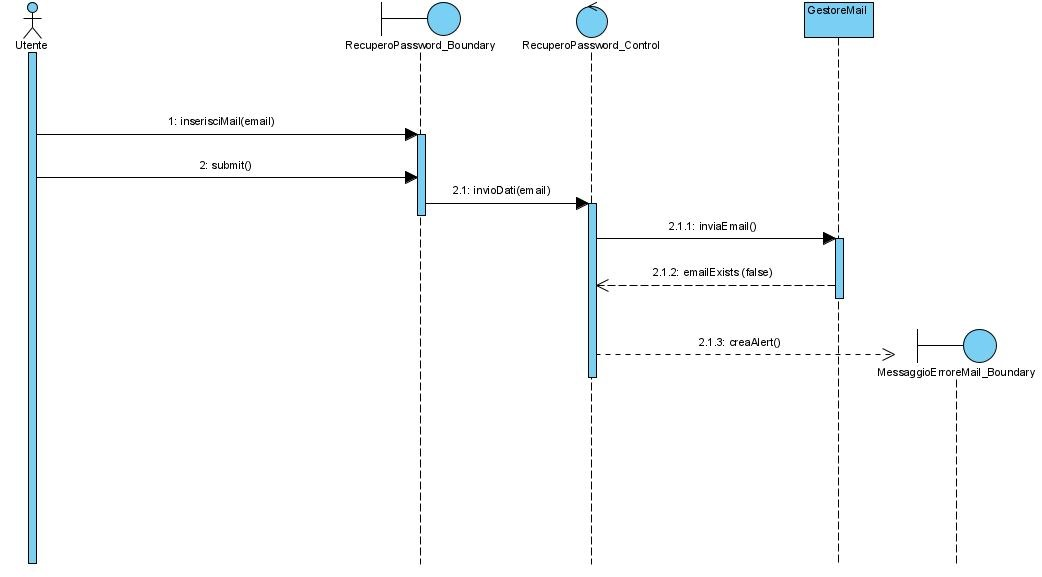 GestoreMail
Utente
RecuperoPassword_Boundary
RecuperoPassword_Control
1: inserisciMail(email)
2: submit()
2.1: invioDati(email)
2.1.1: inviaEmail()
2.1.2: emailExists (false)
2.1.3: creaAlert()
MessaggioErroreMail_Boundary